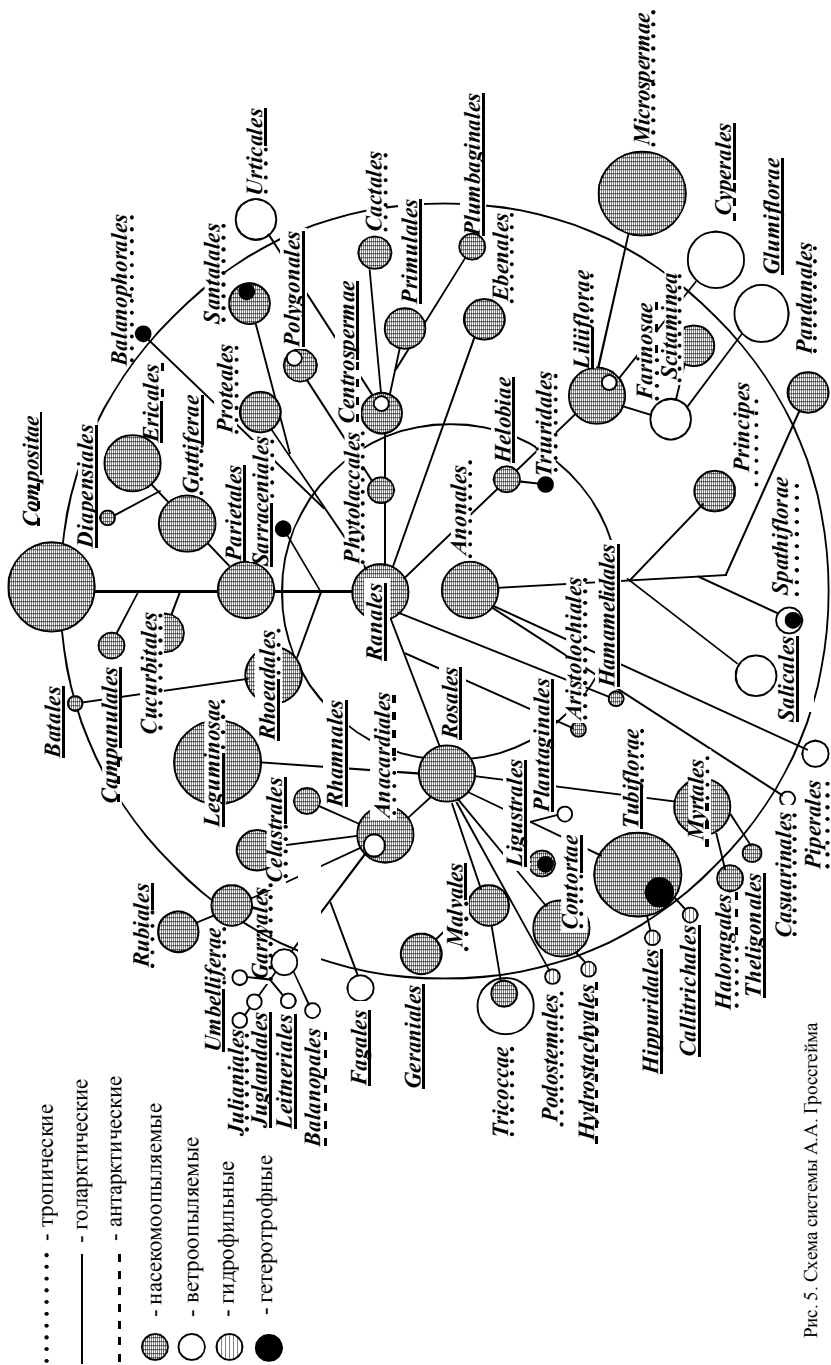 - тропические
- голарктические
- антарктические
- насекомоопыляемые
- ветроопыляемые
- гидрофильные
- гетеротрофные
Compositae
Diapensiales
Ericales
Guttiferae
Balanophorales
Parietales
Sarraceniales
Proteales
Santalales
Urticales
Polygonales
Centrospermae
Phytolaccales
Cactales
Primulales
Plumbaginales
Ebenales
Batales
Campanulales
Cucurbitales
Rhoeadales
Ranales
Anonales
Helobiae
Triuridales
Liliiflorae
Microspermae
Farinosae
Scitaminea
Cyperales
Glumiflorae
Pandanales
Principes
Spathiflorae
Salicales
Aristolochiales
Hamamelidales
Leguminosae
Rhamnales
Anacardiales
Rosales
Celastrales
Rubiales
Umbelliferae
Garryales
Julianiales
Juglandales
Leitneriales
Balanopales
Fagales
Geraniales
Malvales
Tricoccae
Podostemales
Hydrostachyales
Ligustrales
Plantaginales
Contortae
Tubiflorae
Myrtales
Hippuridales
Callitrichales
Haloragales
Theligonales
Casuarinales
Piperales
Рис. 5. Схема системы А.А. Гроссгейма